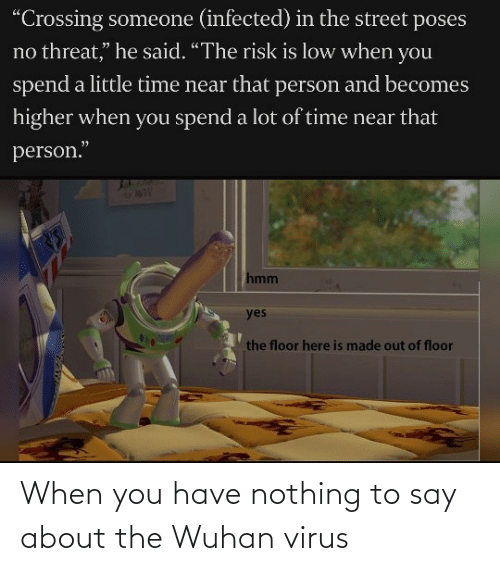 “Crossing someone (infected) in the street poses
no threat,” he said. “The risk is low when you
spend a little time near that person and becomes
higher when you spend a lot of time near that
person.”
hmm
yes
the floor here is made out of floor
When you have nothing to say
about the Wuhan virus